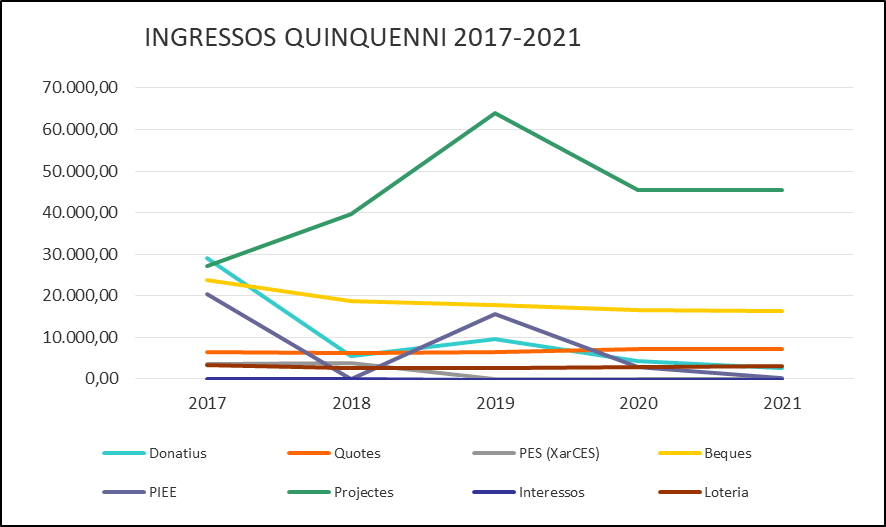 INGRESSOS QUINQUENNI 2017-2021
70.000,00
60.000,00
50.000,00
40.000,00
30.000,00
20.000,00
10.000,00
0,00
2017 2018 2019 2020 2021
Donatius Quotes PES (XarCES) Beques
PIEE Projectes Interessos Loteria